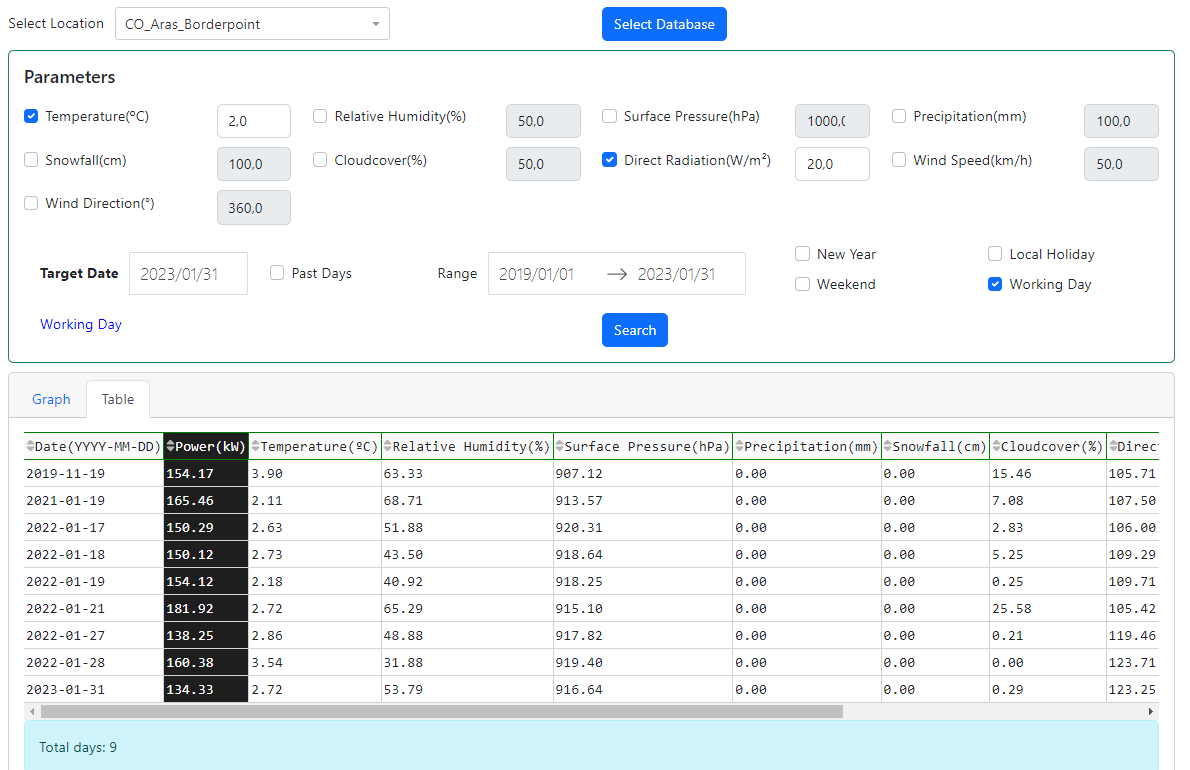 Select Location CO_Aras_Borderpoint Select Database
Parameters
Temperature(ºC) 2,0 Relative Humidity(%) 50,0 Surface Pressure(hPa) 1000,0 Precipitation(mm) 100,0
Snowfall(cm) 100,0 Cloudcover(%) 50,0 Direct Radiation(W/m²) 20,0 Wind Speed(km/h) 50,0
Wind Direction(º) 360,0
New Year Local Holiday
Target Date 2023/01/31 Past Days Range 2019/01/01 → 2023/01/31
Weekend Working Day
Working Day Search
Graph Table
Date(YYYY-MM-DD) Power(kW) Temperature(ºC) Relative Humidity(%) Surface Pressure(hPa) Precipitation(mm) Snowfall(cm) Cloudcover(%) Direc
2019-11-19 154.17 3.90 63.33 907.12 0.00 0.00 15.46 105.71
2021-01-19 165.46 2.11 68.71 913.57 0.00 0.00 7.08 107.50
2022-01-17 150.29 2.63 51.88 920.31 0.00 0.00 2.83 106.00
2022-01-18 150.12 2.73 43.50 918.64 0.00 0.00 5.25 109.29
2022-01-19 154.12 2.18 40.92 918.25 0.00 0.00 0.25 109.71
2022-01-21 181.92 2.72 65.29 915.10 0.00 0.00 25.58 105.42
2022-01-27 138.25 2.86 48.88 917.82 0.00 0.00 0.21 119.46
2022-01-28 160.38 3.54 31.88 919.40 0.00 0.00 0.00 123.71
2023-01-31 134.33 2.72 53.79 916.64 0.00 0.00 0.29 123.25
Total days: 9